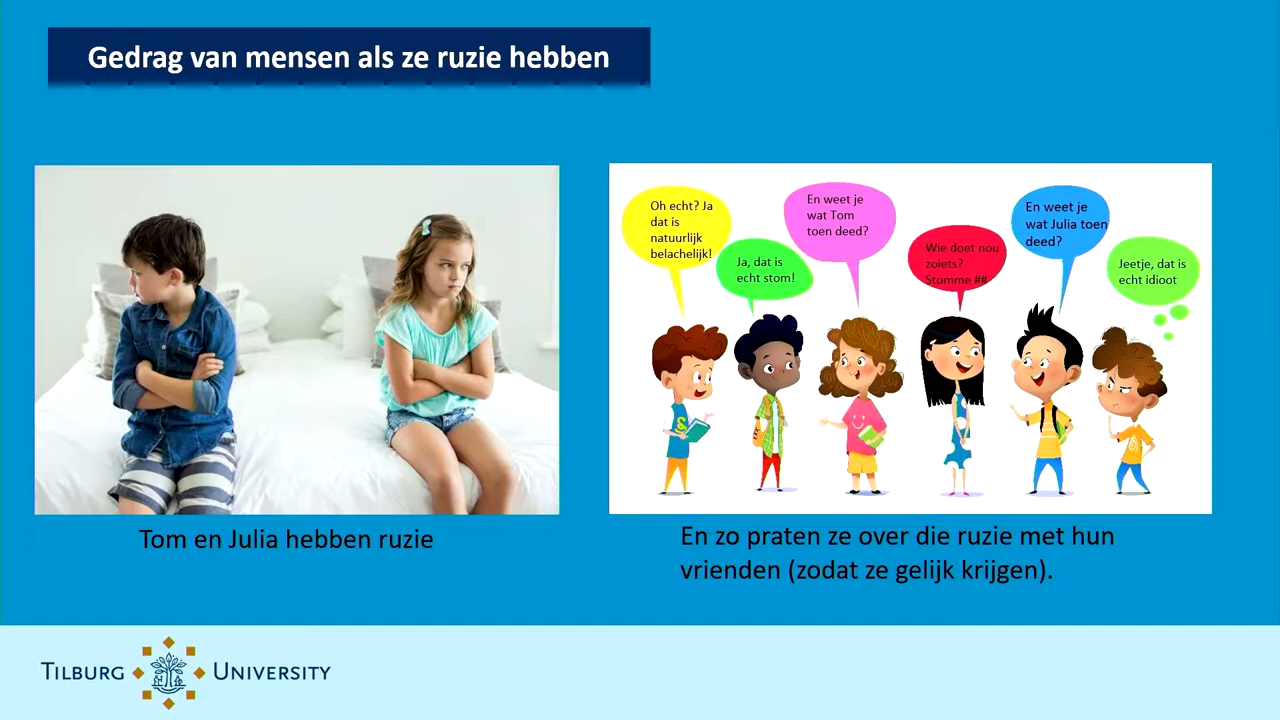 Gedrag van mensen als ze ruzie hebben
Oh echt? Ja
dat is
natuurlijk
belachelijk!
Ja, dat is
echt stom!
En weet je
wat Tom
toen deed?
Wie doet nou
zoiets?
Stomme ##
En weet je
wat Julia toen
deed?
Jeetje, dat is
echt idioot
Tom en Julia hebben ruzie
En zo praten ze over die ruzie met hun
vrienden (zodat ze gelijk krijgen).
TILBURG UNIVERSITY